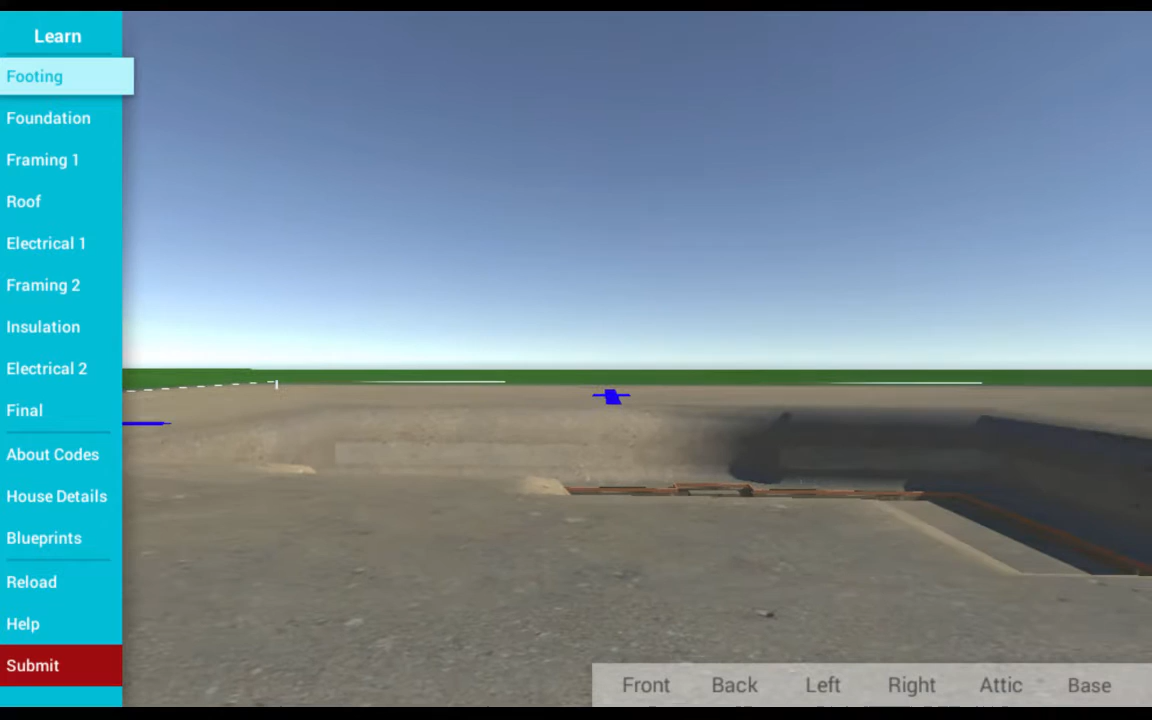 Learn
Footing
Foundation
Framing 1
Roof
Electrical 1
Framing 2
Insulation
Electrical 2
Final
About Codes
House Details
Blueprints
Reload
Help
Submit
Front Back Left Right Attic Base